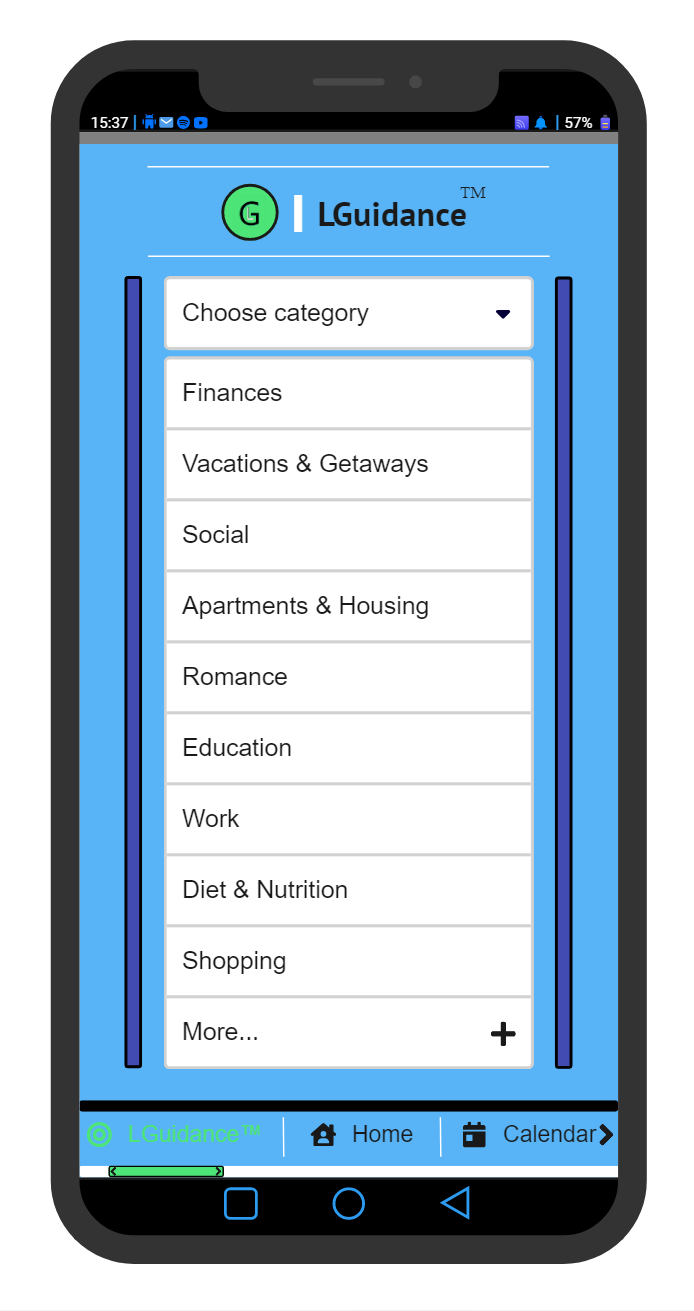 15:37 | | 57%
G | LGuidance™
Choose category
Finances
Vacations & Getaways
Social
Apartments & Housing
Romance
Education
Work
Diet & Nutrition
Shopping
More...
LGuidance™ Home Calendar